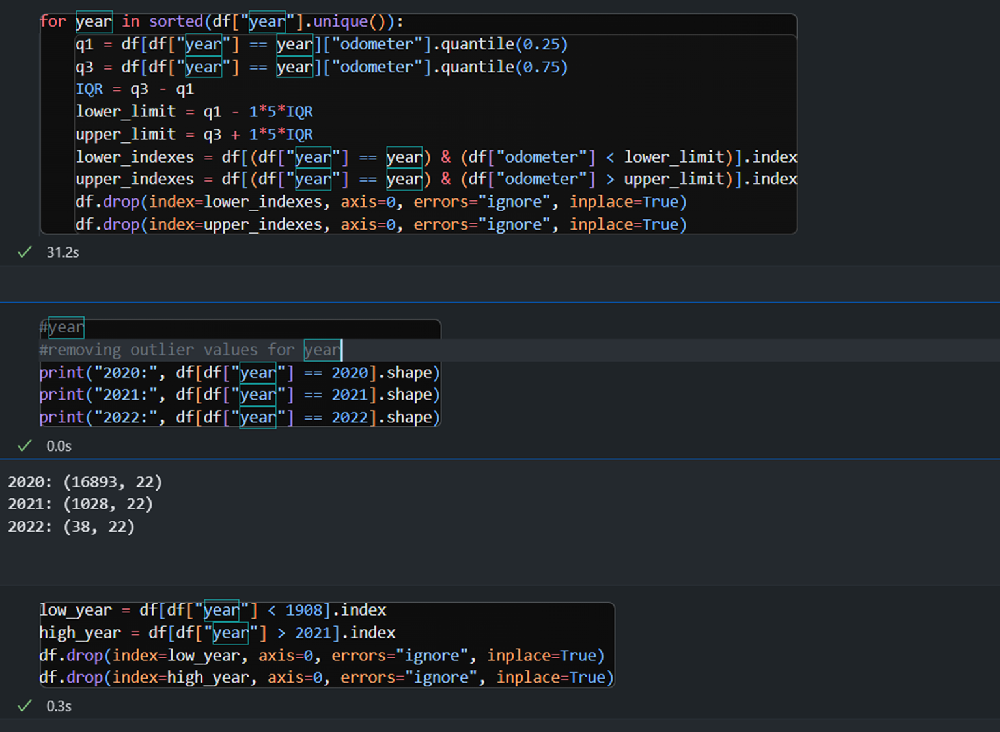 for year in sorted(df["year"].unique()):
    q1 = df[df["year"] == year]["odometer"].quantile(0.25)
    q3 = df[df["year"] == year]["odometer"].quantile(0.75)
    IQR = q3 - q1
    lower_limit = q1 - 1*5*IQR
    upper_limit = q3 + 1*5*IQR
    lower_indexes = df[(df["year"] == year) & (df["odometer"] < lower_limit)].index
    upper_indexes = df[(df["year"] == year) & (df["odometer"] > upper_limit)].index
    df.drop(index=lower_indexes, axis=0, errors="ignore", inplace=True)
    df.drop(index=upper_indexes, axis=0, errors="ignore", inplace=True)
31.2s
#year
#removing outlier values for year
print("2020:", df[df["year"] == 2020].shape)
print("2021:", df[df["year"] == 2021].shape)
print("2022:", df[df["year"] == 2022].shape)
0.0s
2020: (16893, 22)
2021: (1028, 22)
2022: (38, 22)
low_year = df[df["year"] < 1908].index
high_year = df[df["year"] > 2021].index
df.drop(index=low_year, axis=0, errors="ignore", inplace=True)
df.drop(index=high_year, axis=0, errors="ignore", inplace=True)
0.3s